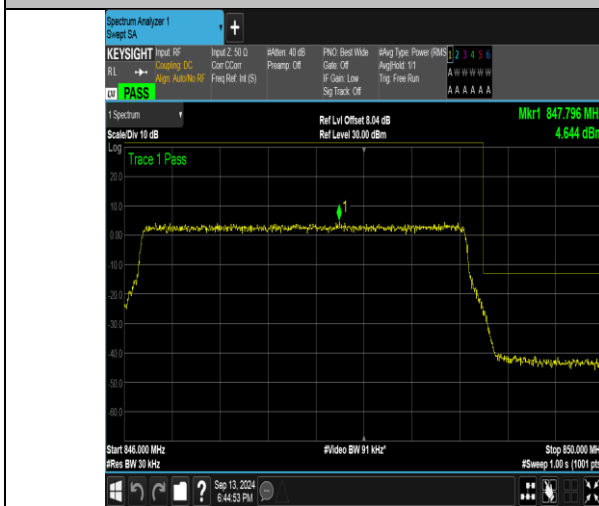 Spectrum Analyzer 1
Swept SA
+
KEYSIGHT
RL
Input: RF
Coupling: DC
Align: Auto/No RF
Input Z: 50 Ω
Corr CCorr
Freq Ref: Int (S)
#Atten: 40 dB
Preamp: Off
PNO: Best Wide
Gate: Off
IF Gain: Low
Sig Track: Off
#Avg Type: Power (RMS
Avg|Hold: 1/1
Trig: Free Run
1 2 3 4 5 6
A W W W W W
A A A A A A
LXI PASS
1 Spectrum
Scale/Div 10 dB
Ref Lvl Offset 8.04 dB
Ref Level 30.00 dBm
Mkr1 847.796 MH
4.644 dBm
Log
Trace 1 Pass
20.0
10.0
1
0.00
-10.0
-20.0
-30.0
-40.0
-50.0
-60.0
Start 846.000 MHz
#Res BW 30 kHz
#Video BW 91 kHz*
Stop 850.000 MH
#Sweep 1.00 s (1001 pts
?
Sep 13, 2024
6:44:53 PM